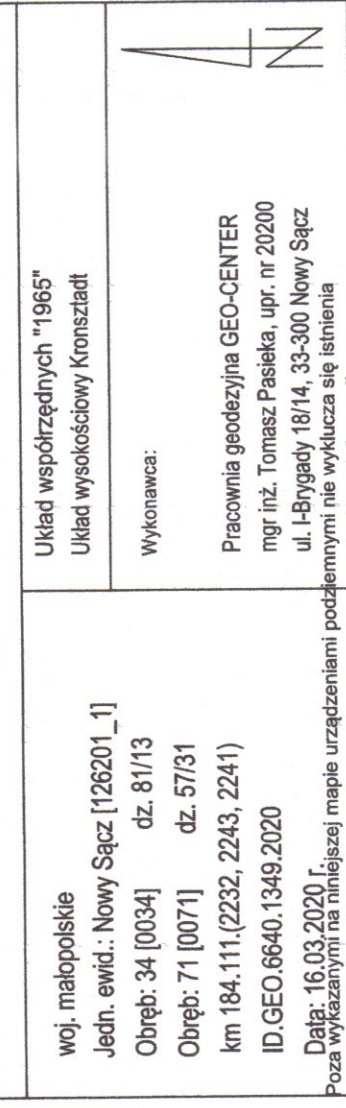 woj. małopolskie
Jedn. ewid.: Nowy Sącz [126201_1]
Obręb: 34 [0034] dz. 81/13
Obręb: 71 [0071] dz. 57/31
km 184.111.(2232, 2243, 2241)
ID.GEO.6640.1349.2020
Data: 16.03.2020 r.
Układ współrzędnych "1965"
Układ wysokościowy Kronsztadt
Wykonawca:
Pracownia geodezyjna GEO-CENTER
mgr inż. Tomasz Pasieka, upr. nr 20200
ul. I-Brygady 18/14, 33-300 Nowy Sącz
Poza wykazanymi na niniejszej mapie urządzeniami podziemnymi nie wyklucza się istnienia
N